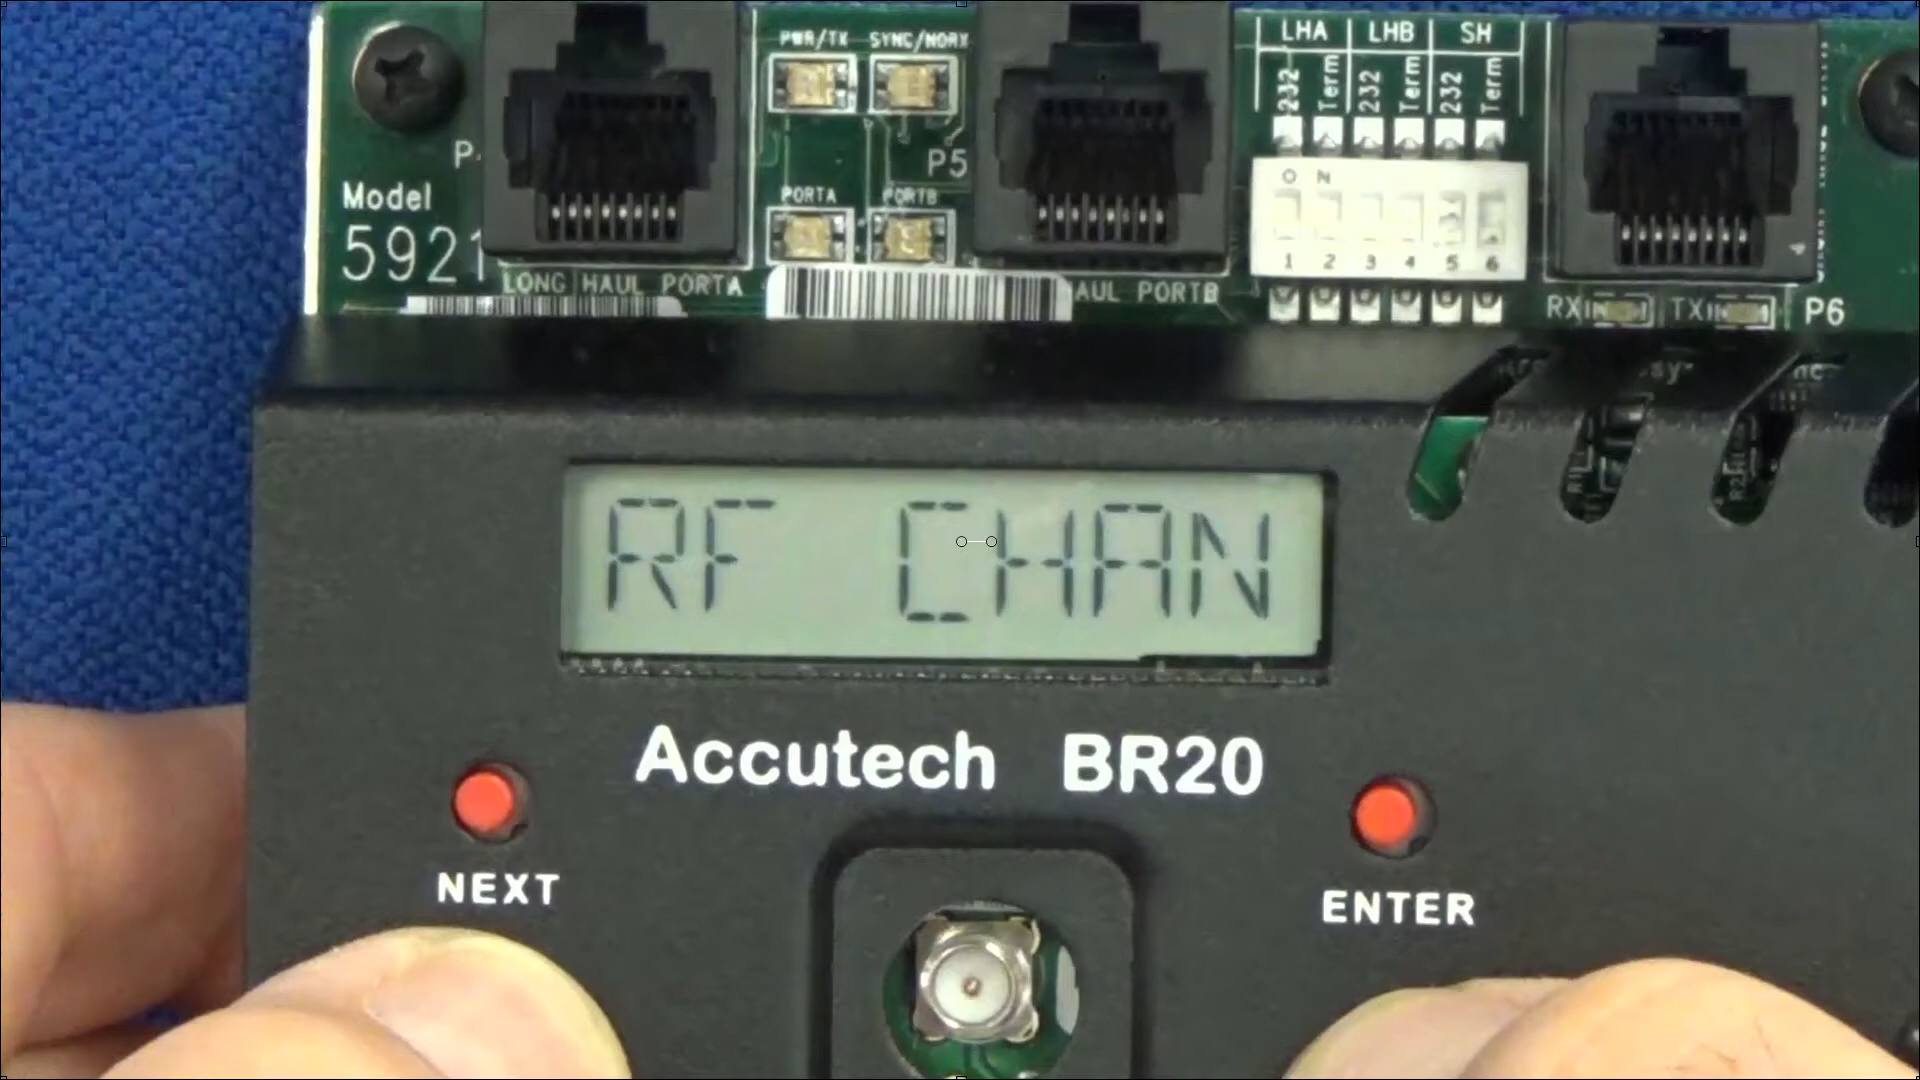 LHA LHB SH
PWR/TX SYNC/NORX
232 Term 232 Term 232 Term
P5
ON
PORTA PORTB
Model
5921
1 2 3 4 5 6
LONG HAUL PORTA
HAUL PORTB
RX TX P6
RF CHAN
Accutech BR20
NEXT
ENTER